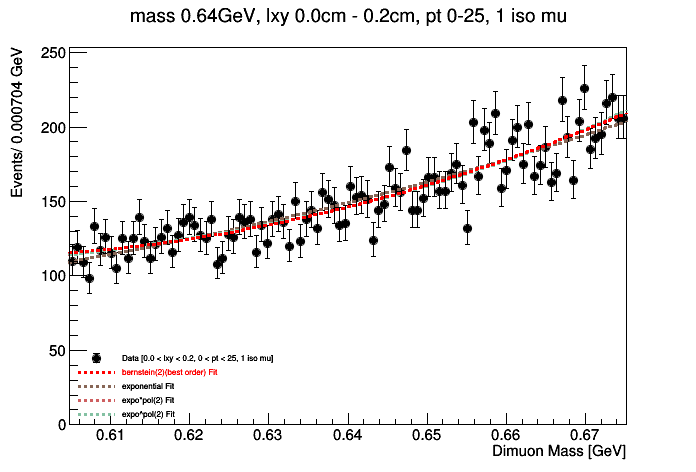 mass 0.64GeV, lxy 0.0cm - 0.2cm, pt 0-25, 1 iso mu
Events/ 0.000704 GeV
250
200
150
100
50
0
Data [0.0 < lxy < 0.2, 0 < pt < 25, 1 iso mu]
bernstein(2)(best order) Fit
exponential Fit
expo*pol(2) Fit
expo^pol(2) Fit
0.61 0.62 0.63 0.64 0.65 0.66 0.67
Dimuon Mass [GeV]